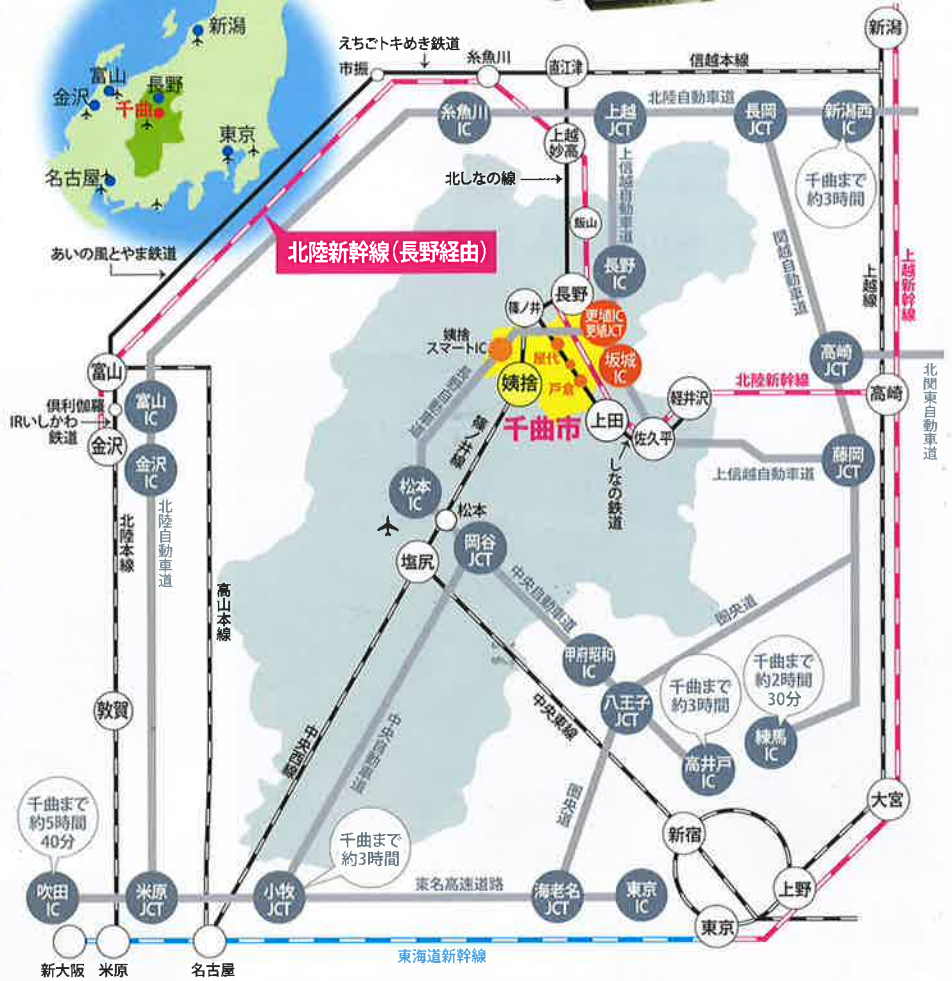 新潟
富山
金沢
長野
千曲
東京
名古屋
えちごトキめき鉄道
市振
糸魚川
直江津
信越本線
新潟
北陸自動車道
糸魚川
IC
上越
JCT
長岡
JCT
新潟西
IC
千曲まで
約3時間
上越
妙高
北しなの線
上信越自動車道
飯山
関越自動車道
上越線
上越新幹線
あいの風とやま鉄道
北陸新幹線(長野経由)
長野
IC
長野
篠ノ井
更埴IC
更埴JCT
姨捨
スマートIC
屋代
坂城
IC
戸倉
姨捨
千曲市
上田
軽井沢
佐久平
北陸新幹線
高崎
JCT
高崎
北関東自動車道
富山
倶利伽羅
IRいしかわ
鉄道
金沢
富山
IC
金沢
IC
長野自動車道
篠ノ井線
しなの鉄道
上信越自動車道
藤岡
JCT
松本
IC
松本
塩尻
岡谷
JCT
北陸本線
北陸自動車道
高山本線
中央自動車道
圏央道
甲府昭和
IC
八王子
JCT
千曲まで
約3時間
千曲まで
約2時間
30分
高井戸
IC
練馬
IC
敦賀
中央西線
中央自動車道
中央東線
圏央道
大宮
新宿
上野
東京
千曲まで
約5時間
40分
千曲まで
約3時間
吹田
IC
米原
JCT
小牧
JCT
東名高速道路
海老名
JCT
東京
IC
新大阪
米原
名古屋
東海道新幹線